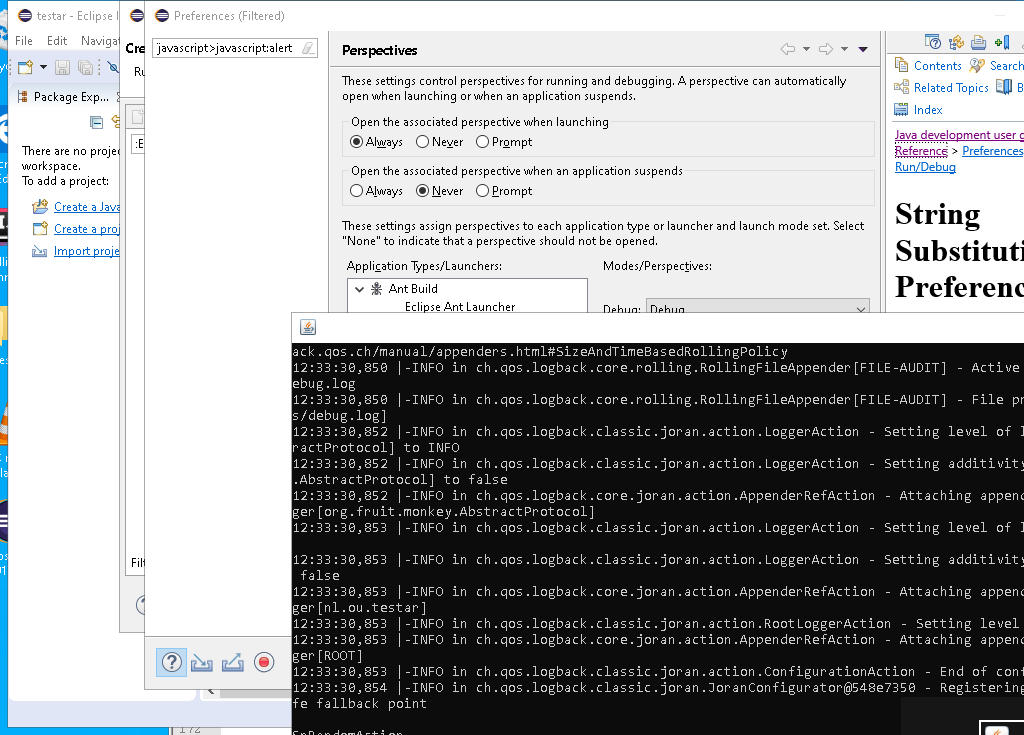 testar - Eclipse I
Preferences (Filtered)
File Edit Navigat
Cre
Ru
javascript>javascript:alert
Perspectives
These settings control perspectives for running and debugging. A perspective can automatically
open when launching or when an application suspends.
Open the associated perspective when launching
Always Never Prompt
Open the associated perspective when an application suspends
Always Never Prompt
These settings assign perspectives to each application type or launcher and launch mode set. Select
"None" to indicate that a perspective should not be opened.
Application Types/Launchers: Modes/Perspectives:
Ant Build
Eclipse Ant Launcher
Debug: Debug
Package Exp...
:E
There are no projec
workspace.
To add a project:
Create a Java
Create a proj
Import proje
Filt
Contents Search
Related Topics B
Index
Java development user g
Reference > Preferences
Run/Debug
String
Substituti
Preferenc
ack.qos.ch/manual/appenders.html#SizeAndTimeBasedRollingPolicy
12:33:30,850 |-INFO in ch.qos.logback.core.rolling.RollingFileAppender[FILE-AUDIT] - Active
ebug.log
12:33:30,850 |-INFO in ch.qos.logback.core.rolling.RollingFileAppender[FILE-AUDIT] - File pr
s/debug.log]
12:33:30,852 |-INFO in ch.qos.logback.classic.joran.action.LoggerAction - Setting level of l
ractProtocol] to INFO
12:33:30,852 |-INFO in ch.qos.logback.classic.joran.action.LoggerAction - Setting additivity
.AbstractProtocol] to false
12:33:30,852 |-INFO in ch.qos.logback.core.joran.action.AppenderRefAction - Attaching append
ger[org.fruit.monkey.AbstractProtocol]
12:33:30,853 |-INFO in ch.qos.logback.classic.joran.action.LoggerAction - Setting level of l
12:33:30,853 |-INFO in ch.qos.logback.classic.joran.action.LoggerAction - Setting additivity
false
12:33:30,853 |-INFO in ch.qos.logback.core.joran.action.AppenderRefAction - Attaching append
ger[nl.ou.testar]
12:33:30,853 |-INFO in ch.qos.logback.classic.joran.action.RootLoggerAction - Setting level
12:33:30,853 |-INFO in ch.qos.logback.core.joran.action.AppenderRefAction - Attaching append
ger[ROOT]
12:33:30,853 |-INFO in ch.qos.logback.classic.joran.action.ConfigurationAction - End of conf
12:33:30,854 |-INFO in ch.qos.logback.classic.joran.JoranConfigurator@548e7350 - Registering
fe fallback point
172